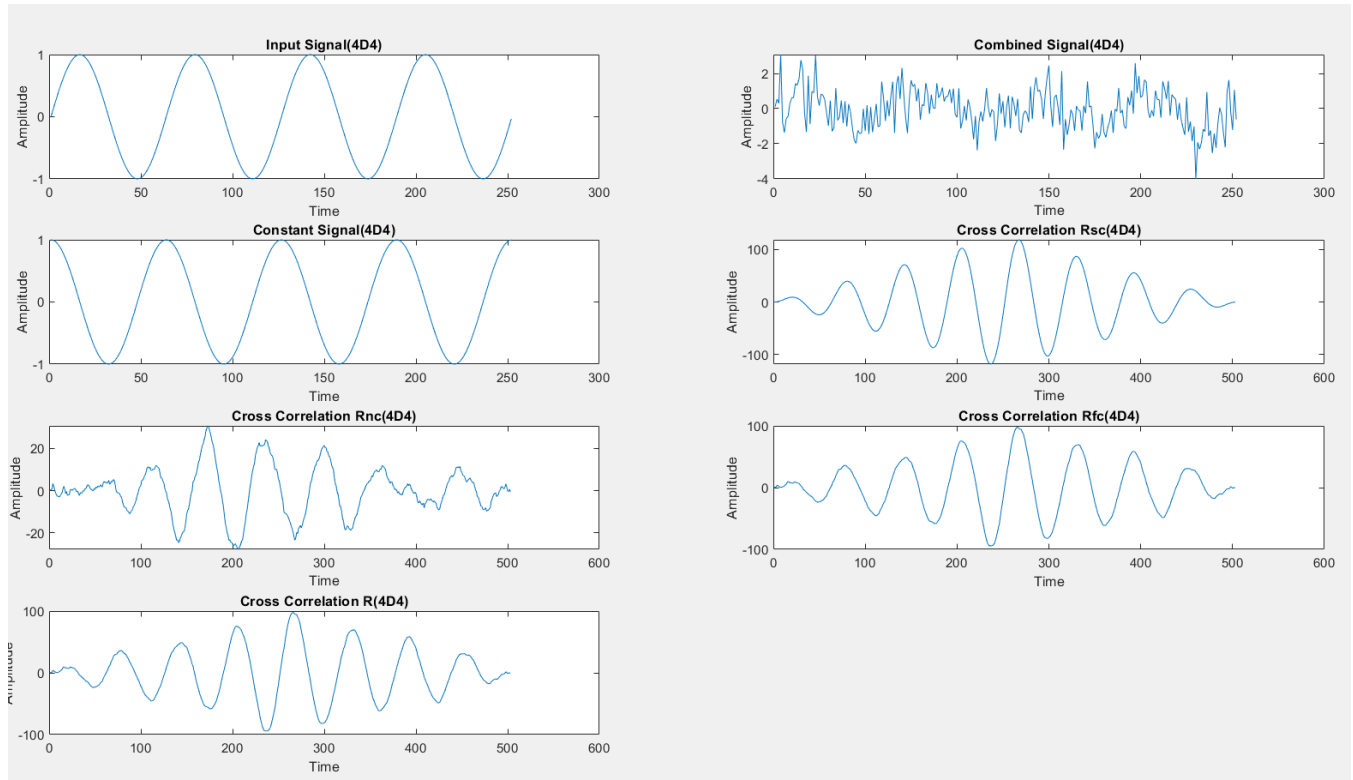 Input Signal(4D4)
Amplitude
1
0
-1
0 50 100 150 200 250 300
Time
Combined Signal(4D4)
Amplitude
2
0
-2
-4
0 50 100 150 200 250 300
Time
Constant Signal(4D4)
Amplitude
1
0
-1
0 50 100 150 200 250 300
Time
Cross Correlation Rsc(4D4)
Amplitude
100
0
-100
0 100 200 300 400 500 600
Time
Cross Correlation Rnc(4D4)
Amplitude
20
0
-20
0 100 200 300 400 500 600
Time
Cross Correlation Rfc(4D4)
Amplitude
100
0
-100
0 100 200 300 400 500 600
Time
Cross Correlation R(4D4)
Amplitude
100
0
-100
0 100 200 300 400 500 600
Time